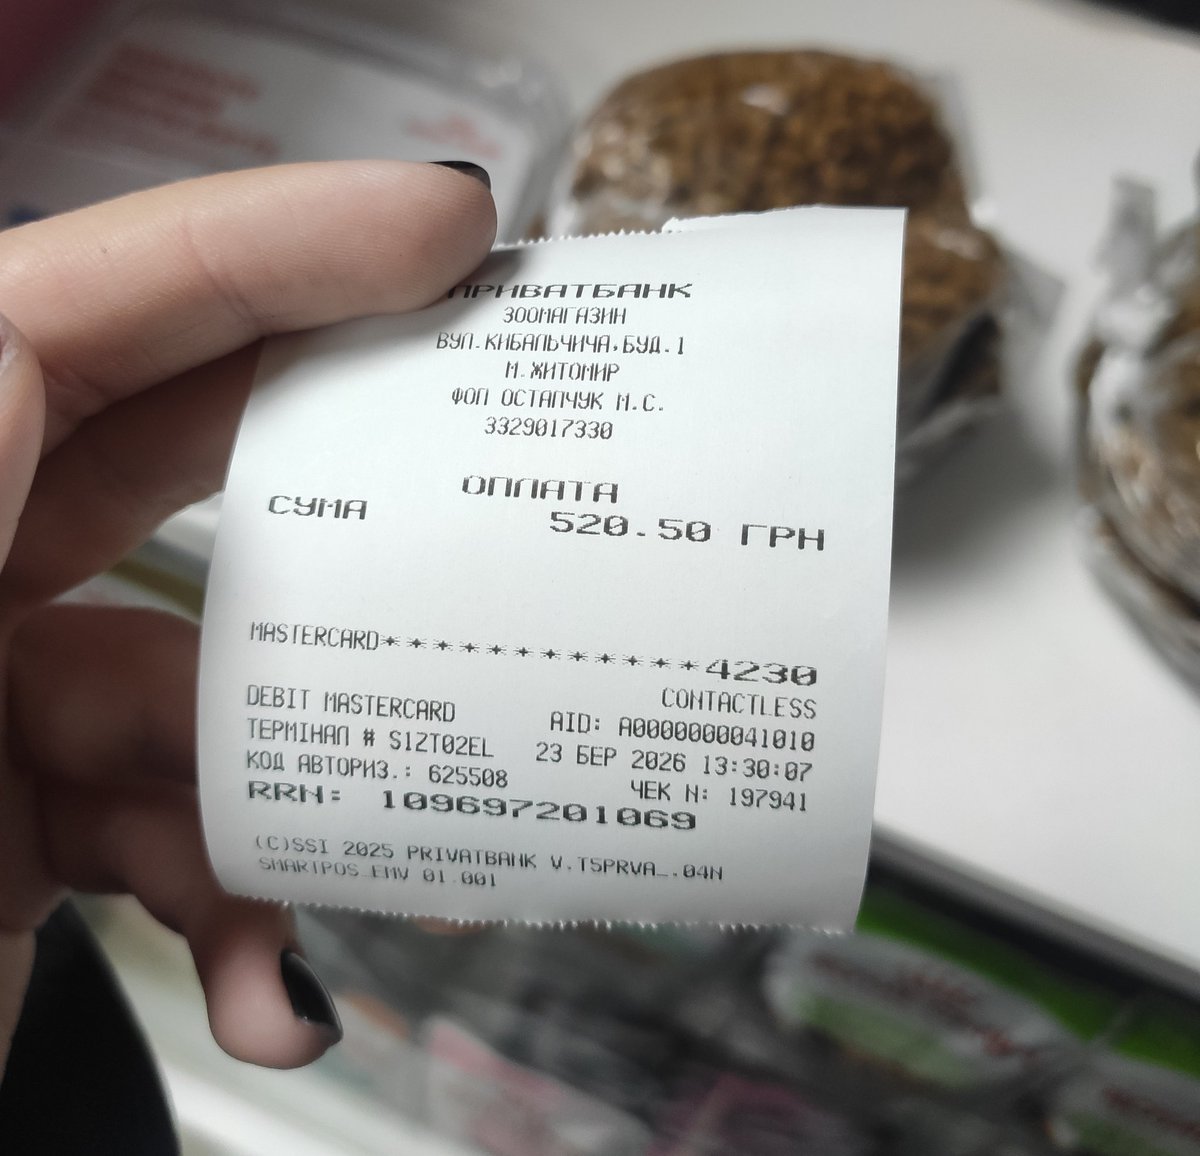 ПРИВАТБАНК
ЗООМАГАЗИН
ВУЛ.КИБАЛЬЧИЧА,БУД.1
М.ЖИТОМИР
ФОП ОСТАПЧУК М.С.
3329017330
ОПЛАТА
СУМА 520.50 ГРН
MASTERCARD************4230
CONTACTLESS
DEBIT MASTERCARD AID: A0000000041010
ТЕРМІНАЛ # S1ZT02EL 23 БЕР 2026 13:30:07
КОД АВТОРИЗ.: 625508 ЧЕК N: 197941
RRN: 109697201069
(C)SSI 2025 PRIVATBANK V.T5PRVA_.04N
SMARTPOS_EMV 01.001